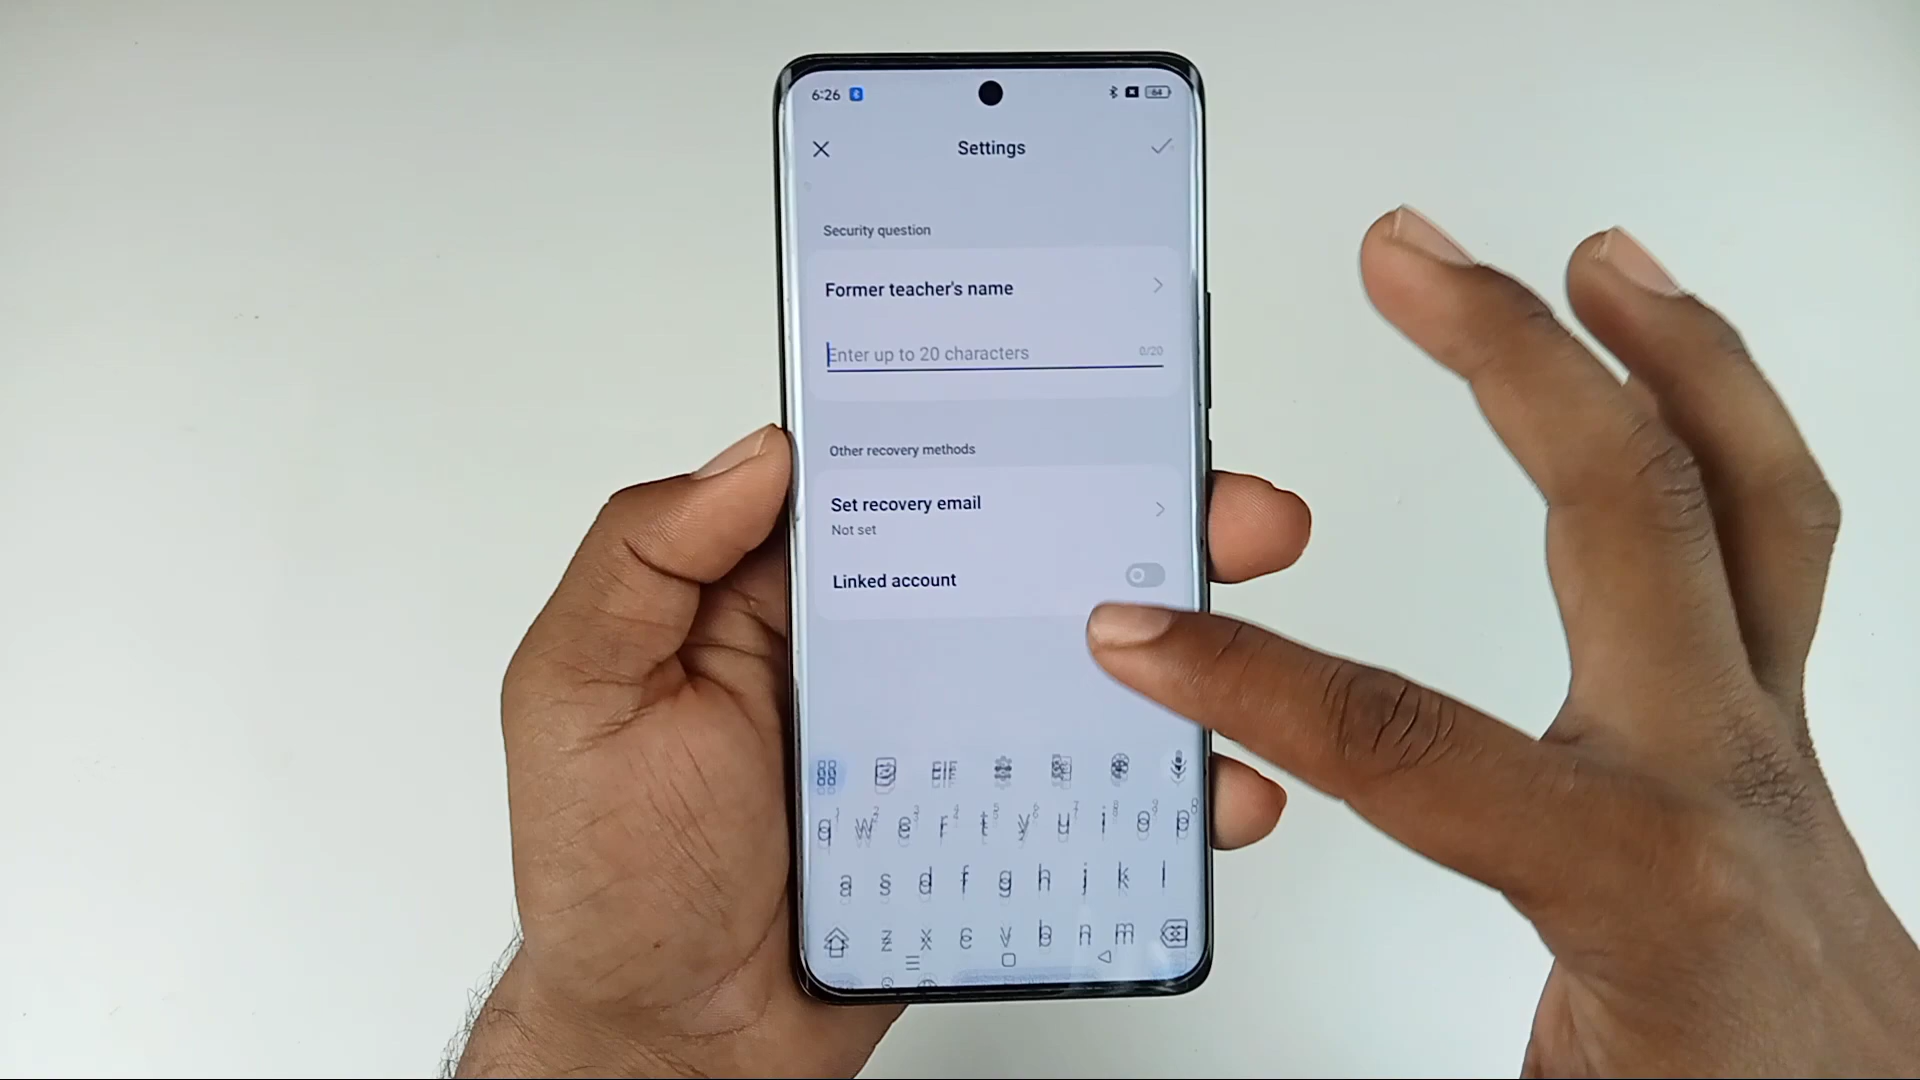 6:26 64
Settings
Security question
Former teacher's name
Enter up to 20 characters 0/20
Other recovery methods
Set recovery email
Not set
Linked account
q w e r t y u i o p
a s d f g h j k l
z x c v b n m